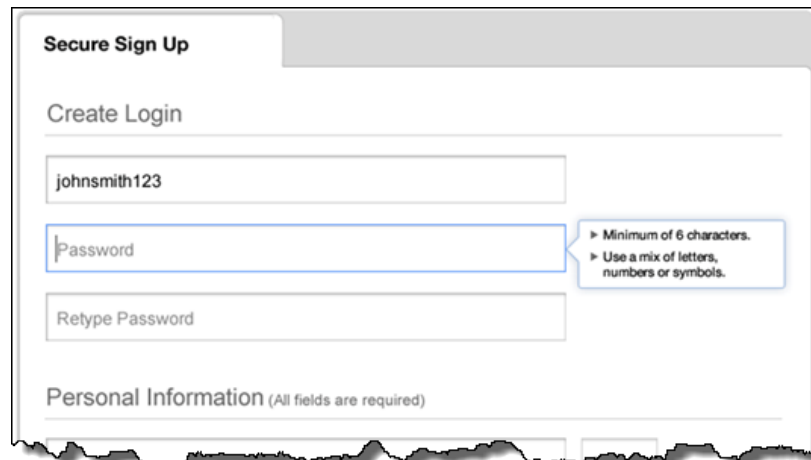 Secure Sign Up
Create Login
johnsmith123
Password
Minimum of 6 characters.
Use a mix of letters,
numbers or symbols.
Retype Password
Personal Information (All fields are required)